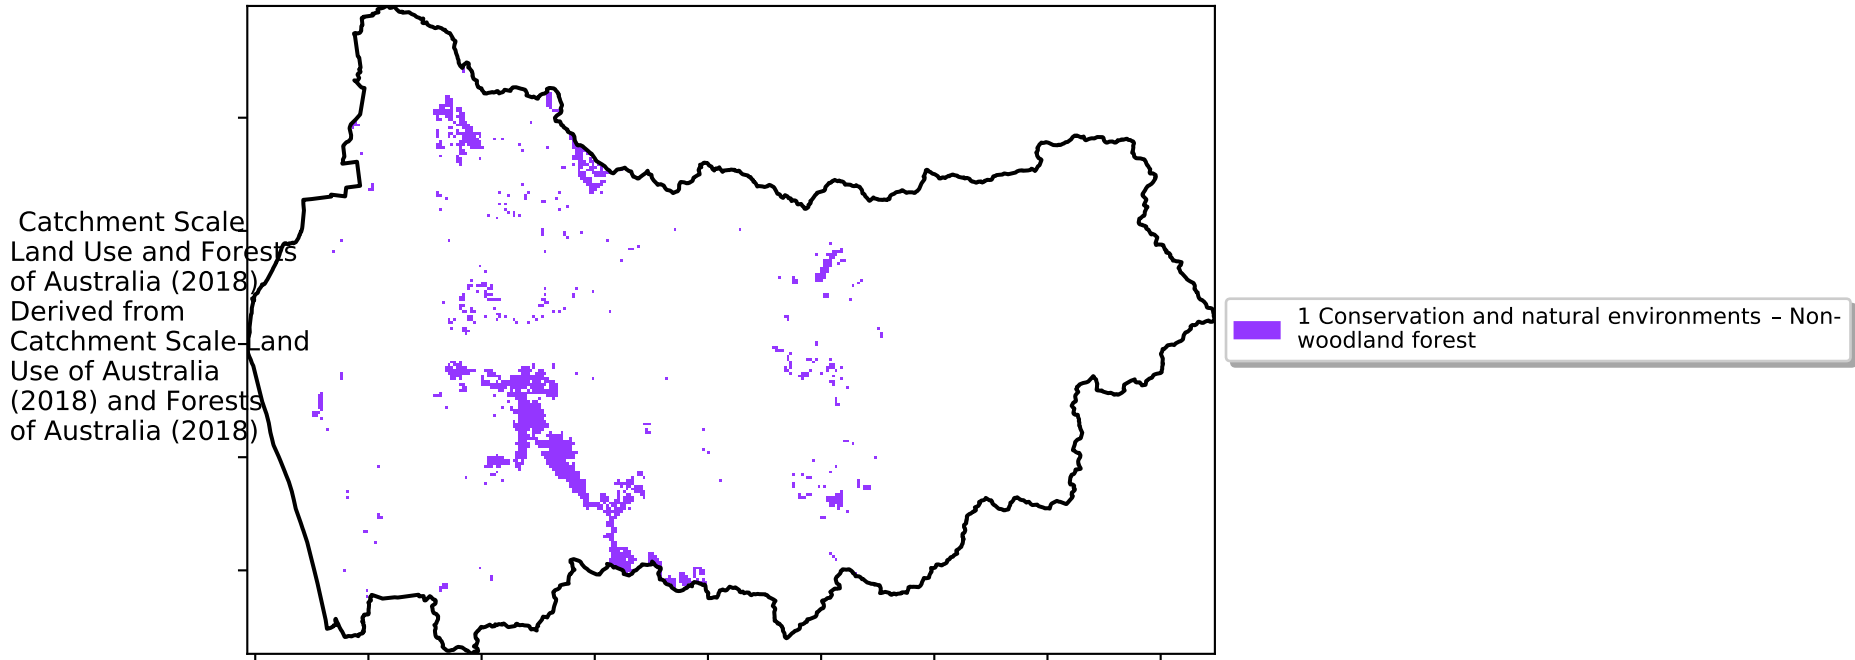 Catchment Scale
Land Use and Forests
of Australia (2018)
Derived from
Catchment Scale Land
Use of Australia
(2018) and Forests
of Australia (2018)
1 Conservation and natural environments – Non-
woodland forest